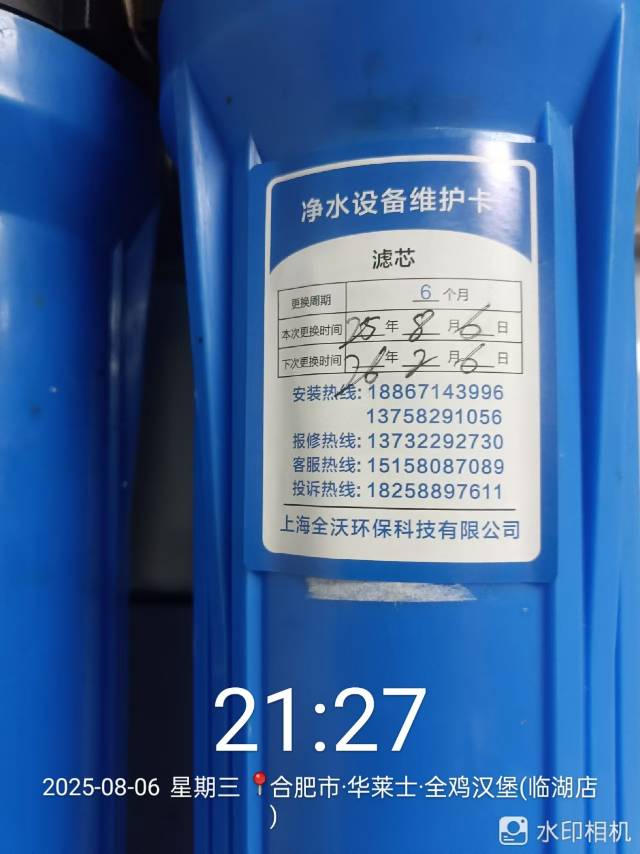 净水设备维护卡
滤芯
更换周期 6 个月
本次更换时间 25 年 8 月 6 日
下次更换时间 26 年 2 月 6 日
安装热线: 18867143996
13758291056
报修热线: 13732292730
客服热线: 15158087089
投诉热线: 18258897611
上海全沃环保科技有限公司
21:27
2025-08-06 星期三 📍合肥市·华莱士·全鸡汉堡(临湖店
)
水印相机